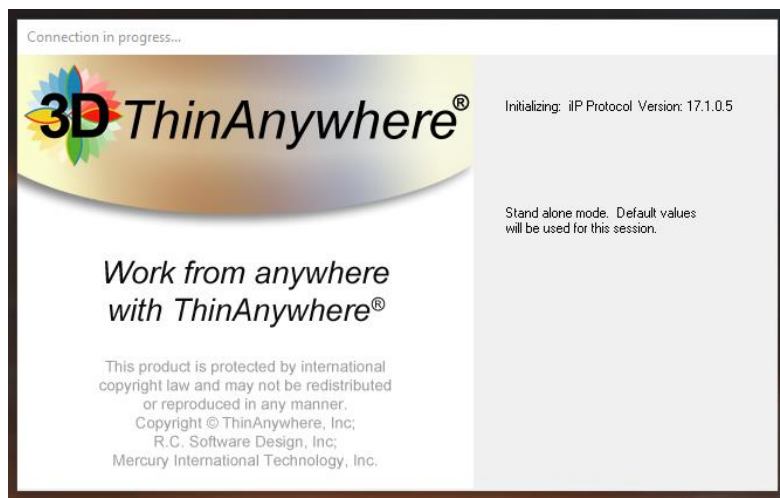 Connection in progress...
3D ThinAnywhere®
Work from anywhere
with ThinAnywhere®
This product is protected by international
copyright law and may not be redistributed
or reproduced in any manner.
Copyright © ThinAnywhere, Inc;
R.C. Software Design, Inc;
Mercury International Technology, Inc.
Initializing: iIP Protocol Version: 17.1.0.5
Stand alone mode. Default values
will be used for this session.